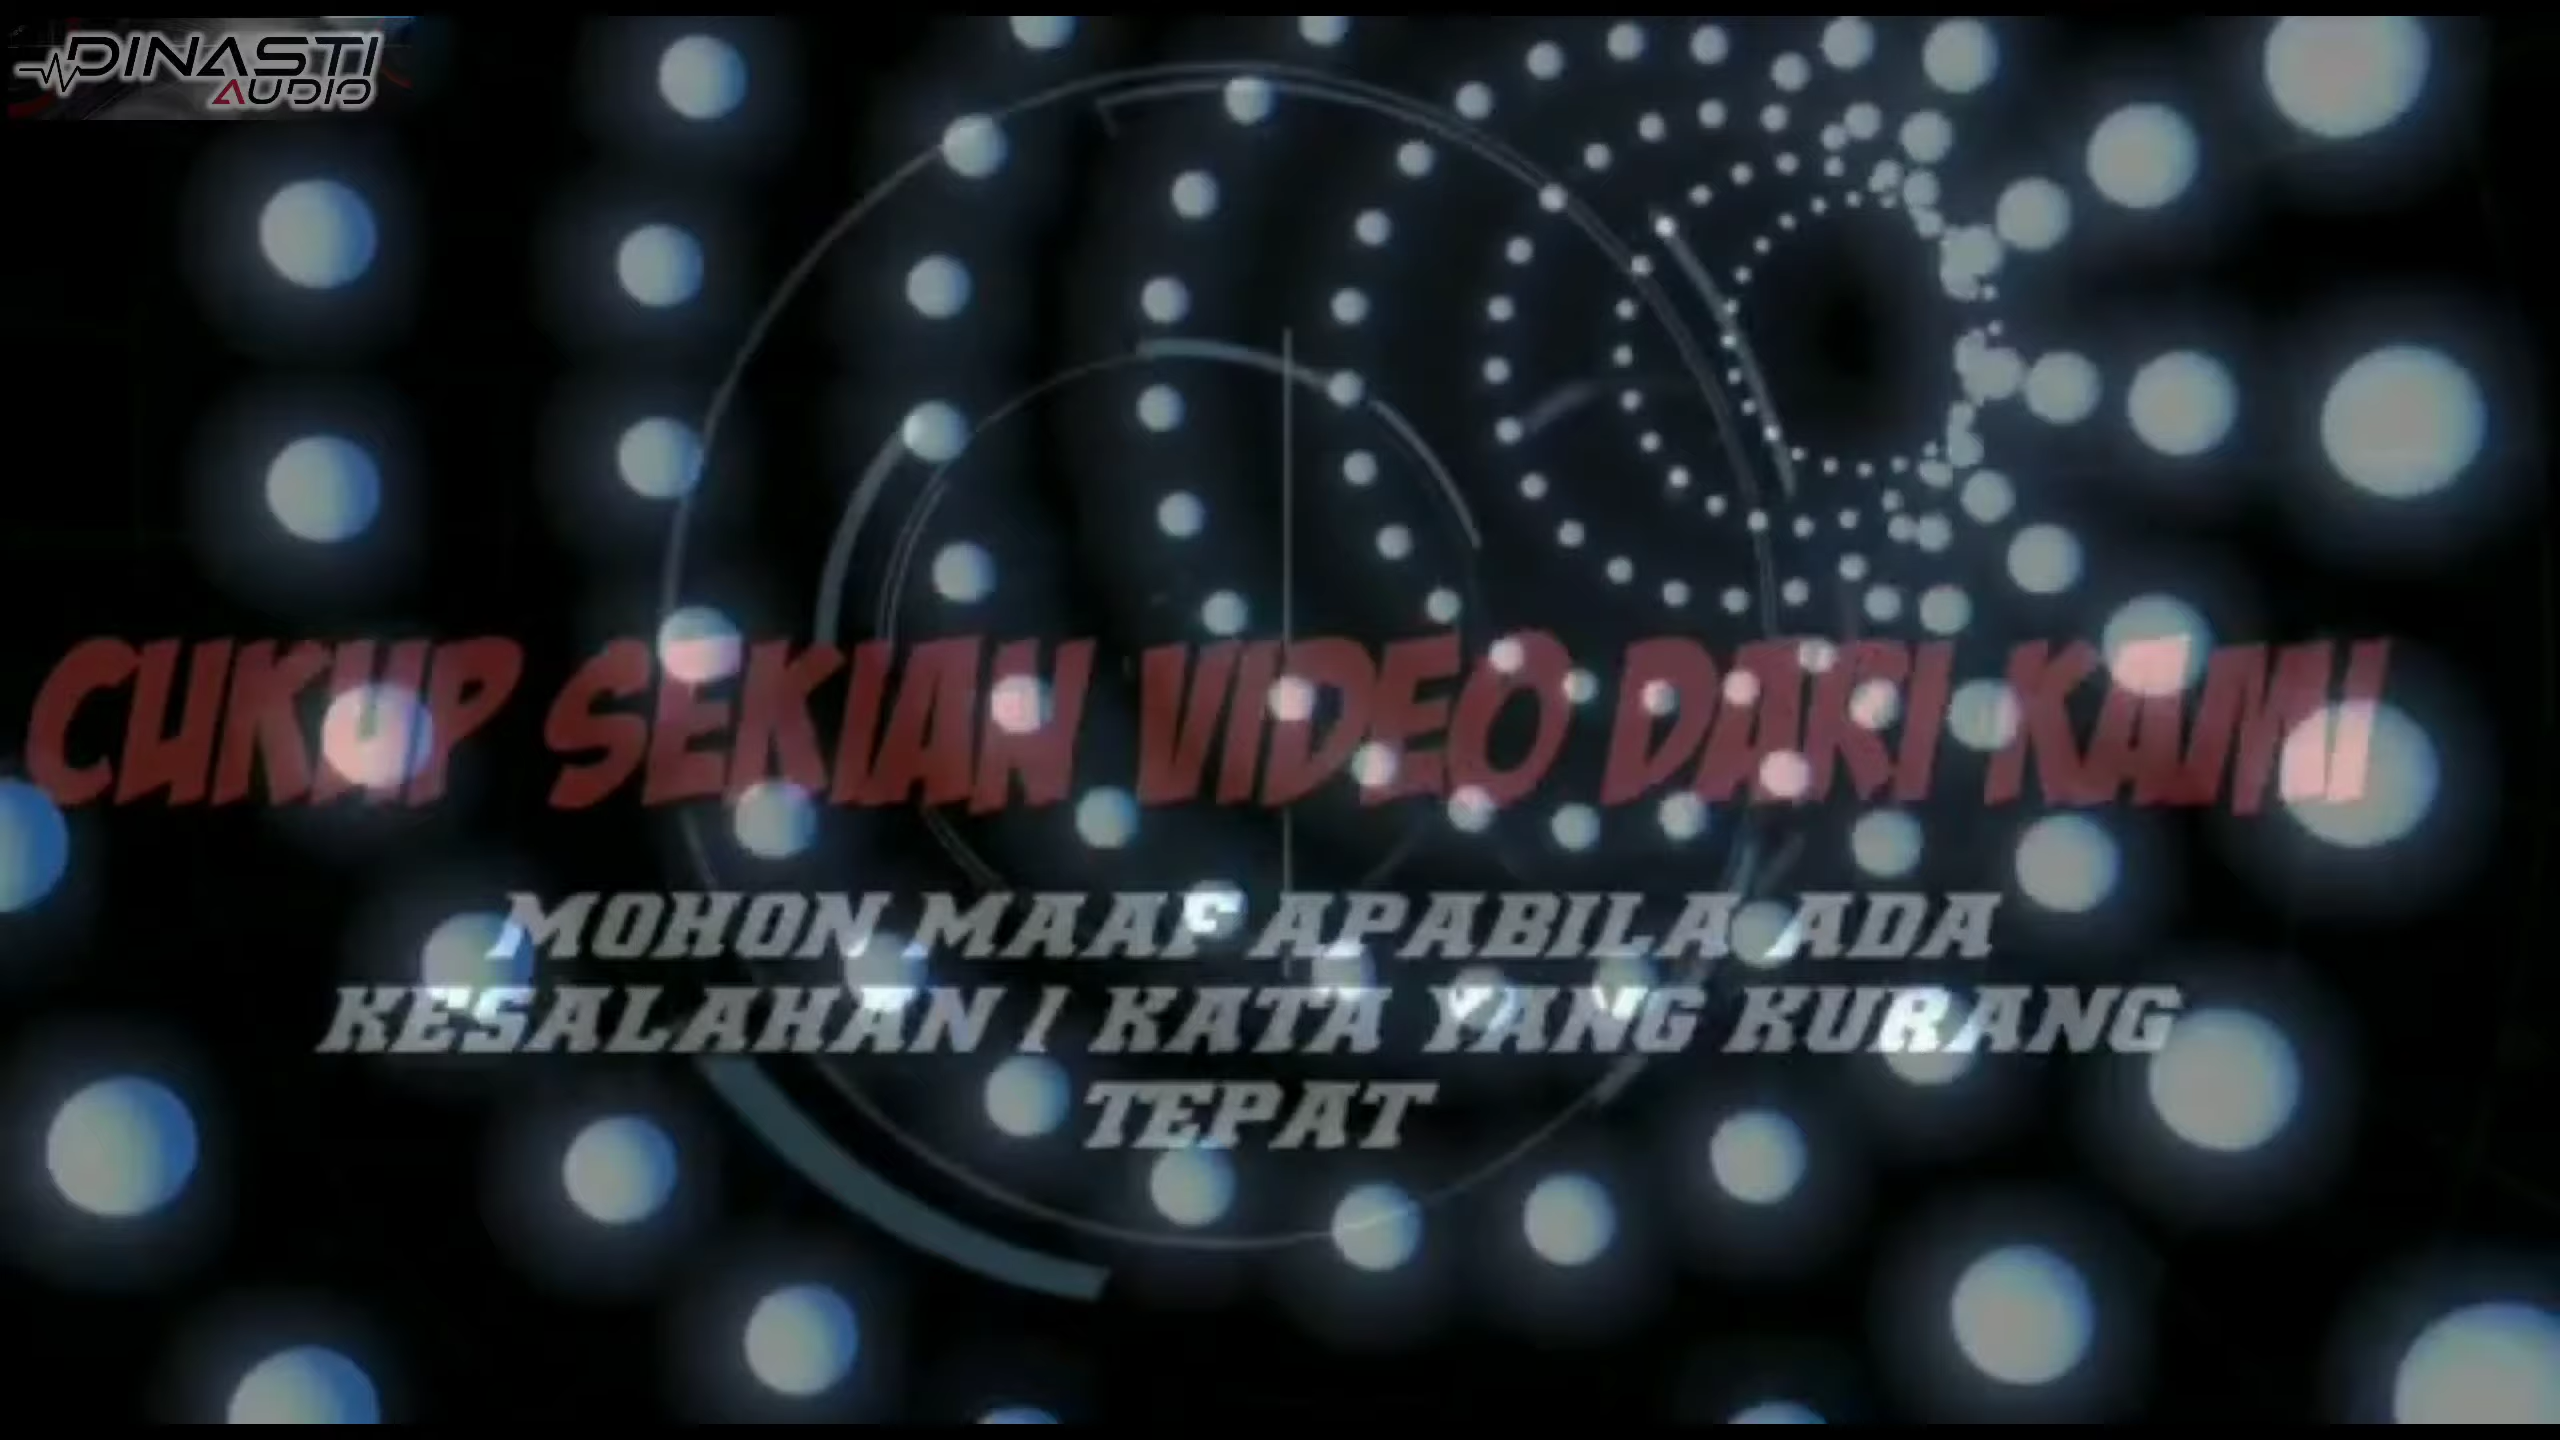 DINASTI
AUDIO
CUKUP SEKIAN VIDEO DARI KAMI
MOHON MAAF APABILA ADA
KESALAHAN / KATA YANG KURANG
TEPAT